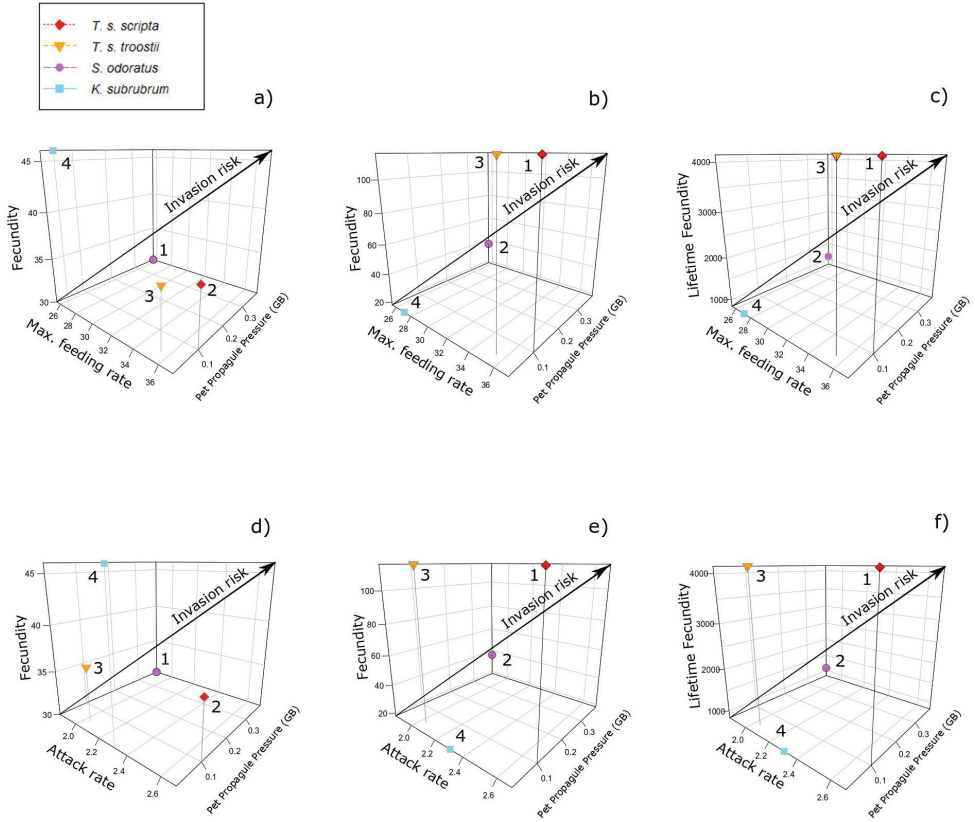 T. s. scripta
T. s. troostii
S. odoratus
K. subrubrum
a)
45
40
35
30
Fecundity
26
28
30
32
34
36
Max. feeding rate
0.1
0.2
0.3
Pet Propagule Pressure (GB)
Invasion risk
4
1
3
2
b)
100
80
60
40
20
Fecundity
26
28
30
32
34
36
Max. feeding rate
0.1
0.2
0.3
Pet Propagule Pressure (GB)
Invasion risk
3
1
2
4
c)
4000
3000
2000
1000
Lifetime Fecundity
26
28
30
32
34
36
Max. feeding rate
0.1
0.2
0.3
Pet Propagule Pressure (GB)
Invasion risk
3
1
2
4
d)
45
40
35
30
Fecundity
2.0
2.2
2.4
2.6
Attack rate
0.1
0.2
0.3
Pet Propagule Pressure (GB)
Invasion risk
4
3
1
2
e)
100
80
60
40
20
Fecundity
2.0
2.2
2.4
2.6
Attack rate
0.1
0.2
0.3
Pet Propagule Pressure (GB)
Invasion risk
3
1
2
4
f)
4000
3000
2000
1000
Lifetime Fecundity
2.0
2.2
2.4
2.6
Attack rate
0.1
0.2
0.3
Pet Propagule Pressure (GB)
Invasion risk
3
1
2
4